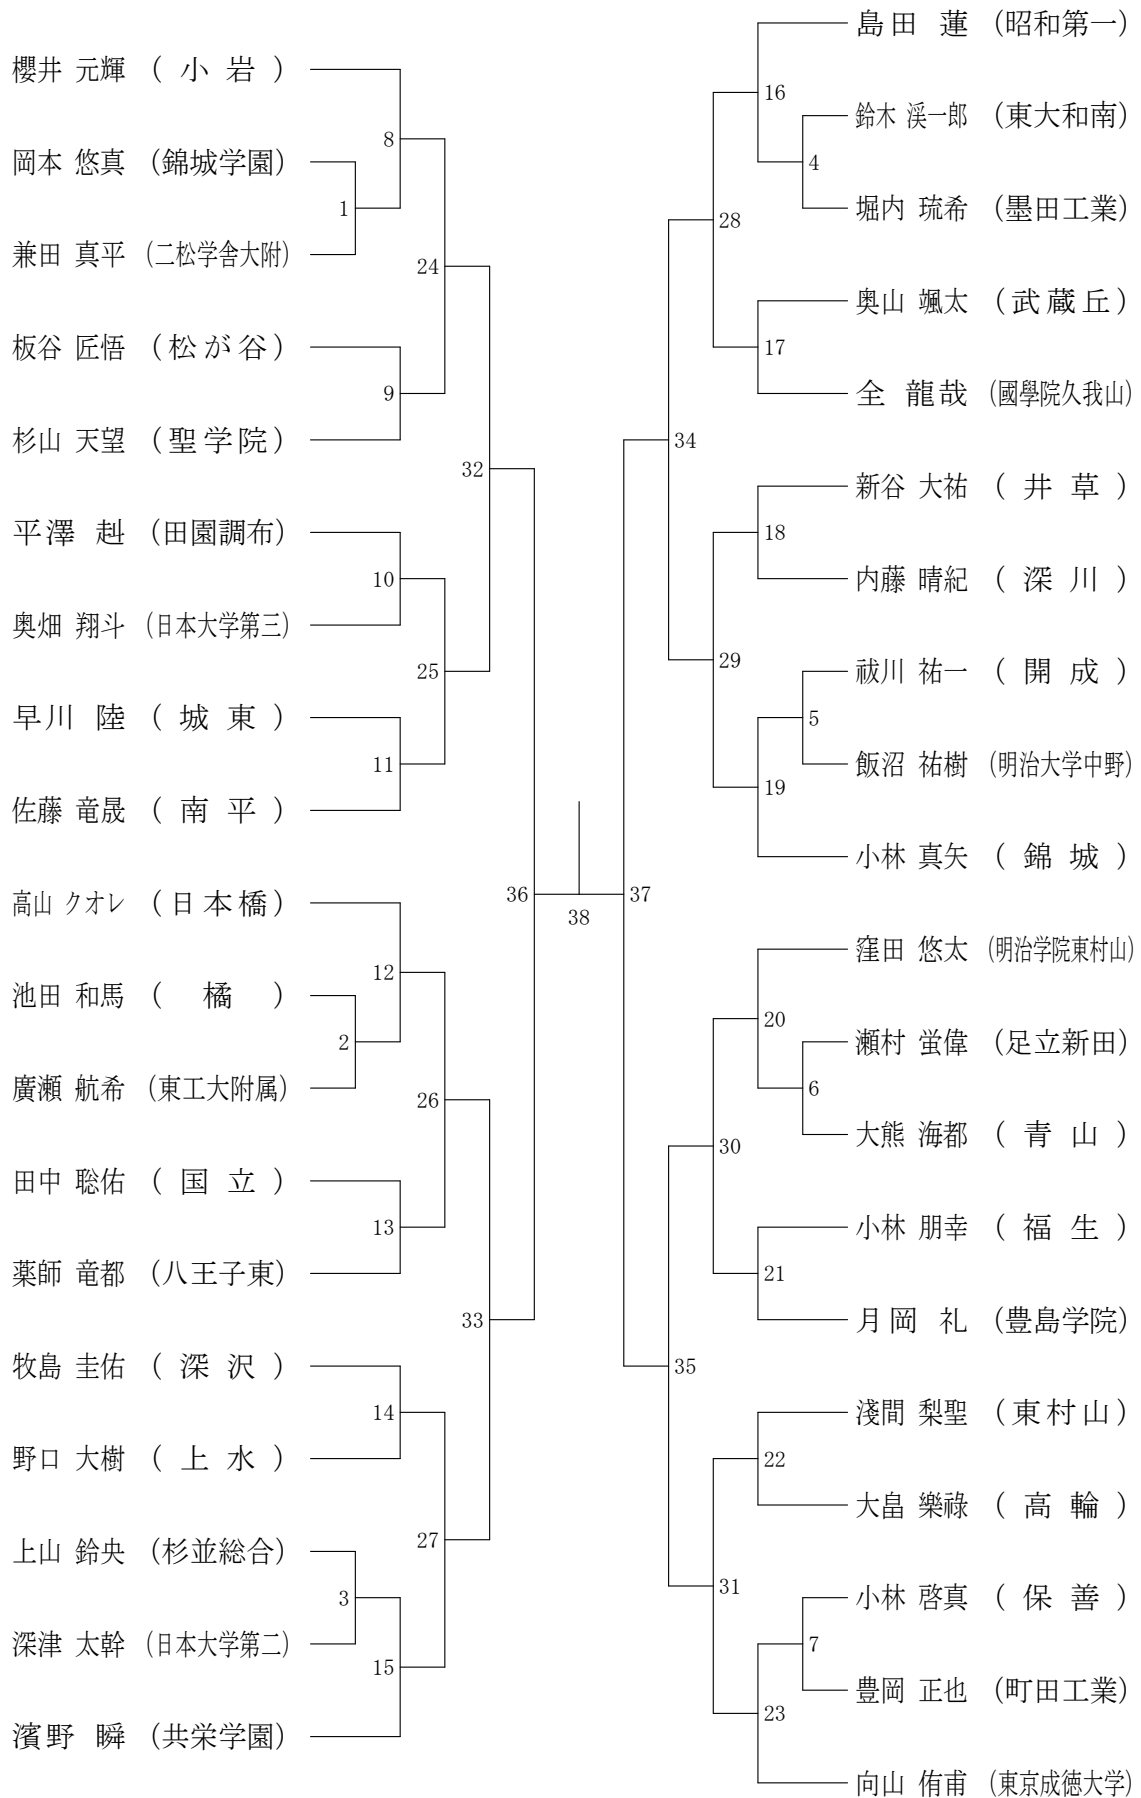 櫻井 元輝 ( 小 岩 )
8
岡本 悠真 (錦城学園)
1
兼田 真平 (二松学舎大附)
24
板谷 匠悟 (松が谷)
9
杉山 天望 (聖学院)
32
平澤 赳 (田園調布)
10
奥畑 翔斗 (日本大学第三)
25
早川 陸 ( 城 東 )
11
佐藤 竜晟 ( 南 平 )
36
高山 クオレ (日本橋)
12
池田 和馬 ( 橘 )
2
廣瀬 航希 (東工大附属)
26
田中 聡佑 ( 国 立 )
13
薬師 竜都 (八王子東)
33
牧島 圭佑 ( 深 沢 )
14
野口 大樹 ( 上 水 )
27
上山 鈴央 (杉並総合)
3
深津 太幹 (日本大学第二)
15
濱野 瞬 (共栄学園)
38
島田 蓮 (昭和第一)
16
鈴木 渓一郎 (東大和南)
4
堀内 琉希 (墨田工業)
28
奥山 颯太 (武蔵丘)
17
全 龍哉 (國學院久我山)
34
新谷 大祐 ( 井 草 )
18
内藤 晴紀 ( 深 川 )
29
祓川 祐一 ( 開 成 )
5
飯沼 祐樹 (明治大学中野)
19
小林 真矢 ( 錦 城 )
37
窪田 悠太 (明治学院東村山)
20
瀬村 蛍偉 (足立新田)
6
大熊 海都 ( 青 山 )
30
小林 朋幸 ( 福 生 )
21
月岡 礼 (豊島学院)
35
淺間 梨聖 (東村山)
22
大畠 樂祿 ( 高 輪 )
31
小林 啓真 ( 保 善 )
7
豊岡 正也 (町田工業)
23
向山 侑甫 (東京成徳大学)